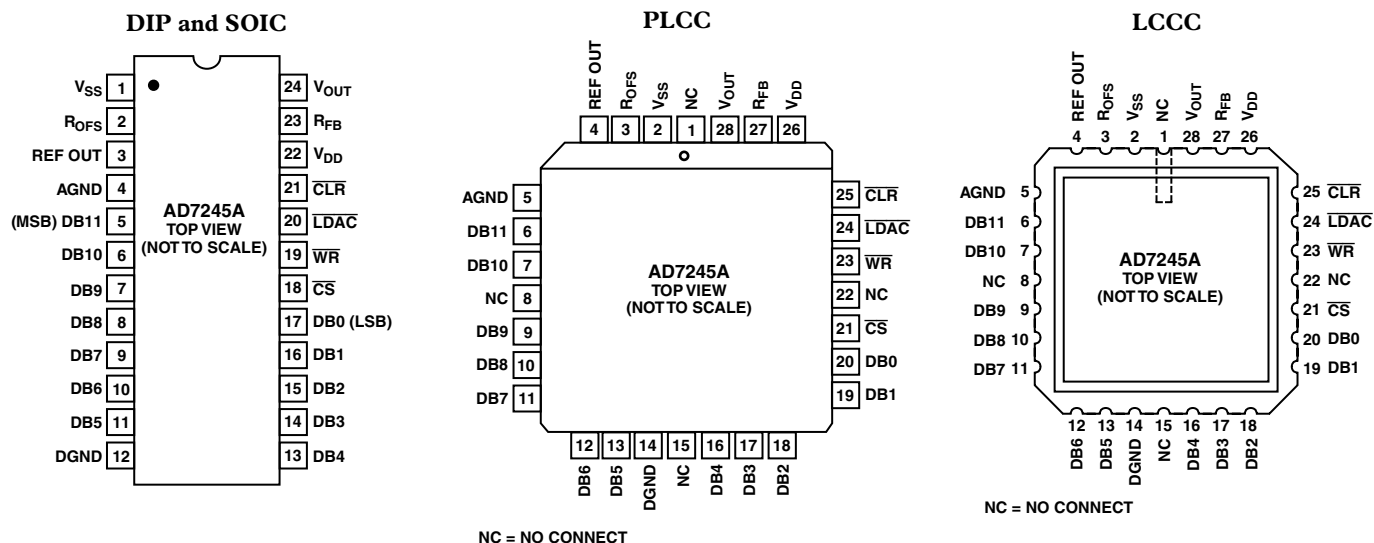 DIP and SOIC
VSS 1
ROFS 2
REF OUT 3
AGND 4
(MSB) DB11 5
DB10 6
DB9 7
DB8 8
DB7 9
DB6 10
DB5 11
DGND 12
AD7245A
TOP VIEW
(NOT TO SCALE)
24 VOUT
23 RFB
22 VDD
21 CLR
20 LDAC
19 WR
18 CS
17 DB0 (LSB)
16 DB1
15 DB2
14 DB3
13 DB4
PLCC
REF OUT ROFS VSS NC VOUT RFB VDD
4 3 2 1 28 27 26
AGND 5
DB11 6
DB10 7
NC 8
DB9 9
DB8 10
DB7 11
AD7245A
TOP VIEW
(NOT TO SCALE)
25 CLR
24 LDAC
23 WR
22 NC
21 CS
20 DB0
19 DB1
12 13 14 15 16 17 18
DB6 DB5 DGND NC DB4 DB3 DB2
NC = NO CONNECT
LCCC
REF OUT ROFS VSS NC VOUT RFB VDD
4 3 2 1 28 27 26
AGND 5
DB11 6
DB10 7
NC 8
DB9 9
DB8 10
DB7 11
AD7245A
TOP VIEW
(NOT TO SCALE)
25 CLR
24 LDAC
23 WR
22 NC
21 CS
20 DB0
19 DB1
12 13 14 15 16 17 18
DB6 DB5 DGND NC DB4 DB3 DB2
NC = NO CONNECT